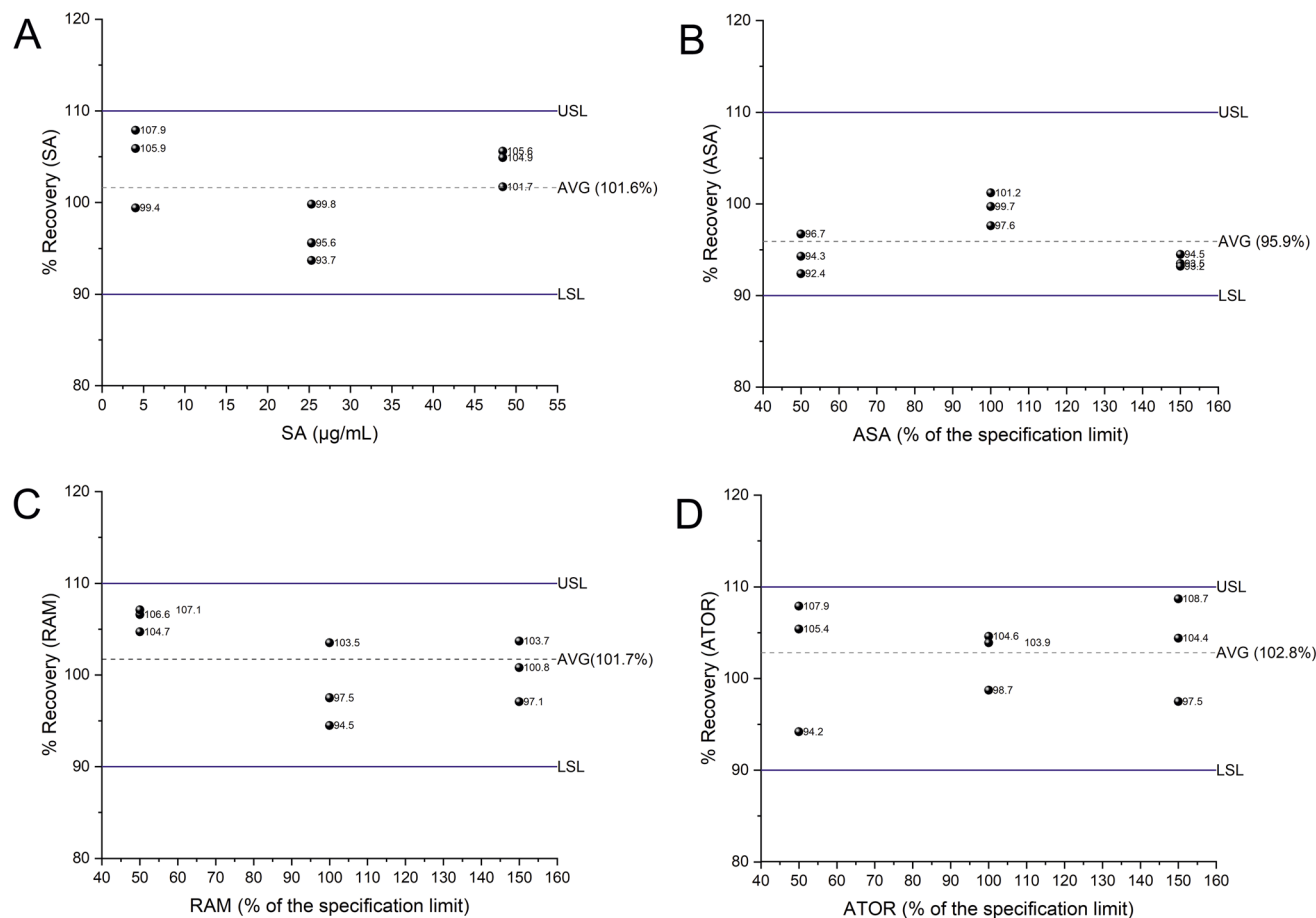 A
% Recovery (SA)
120
110
100
90
80
USL
107.9
105.9
99.4
99.8
95.6
93.7
105.6
104.9
101.7
AVG (101.6%)
LSL
0 5 10 15 20 25 30 35 40 45 50 55
SA (µg/mL)
B
% Recovery (ASA)
120
110
100
90
80
USL
96.7
94.3
92.4
101.2
99.7
97.6
94.5
93.5
93.2
AVG (95.9%)
LSL
40 50 60 70 80 90 100 110 120 130 140 150 160
ASA (% of the specification limit)
C
% Recovery (RAM)
120
110
100
90
80
USL
107.1
106.6
104.7
103.5
97.5
94.5
103.7
100.8
97.1
AVG(101.7%)
LSL
40 50 60 70 80 90 100 110 120 130 140 150 160
RAM (% of the specification limit)
D
% Recovery (ATOR)
120
110
100
90
80
USL
107.9
105.4
94.2
104.6
103.9
98.7
108.7
104.4
97.5
AVG (102.8%)
LSL
40 50 60 70 80 90 100 110 120 130 140 150 160
ATOR (% of the specification limit)